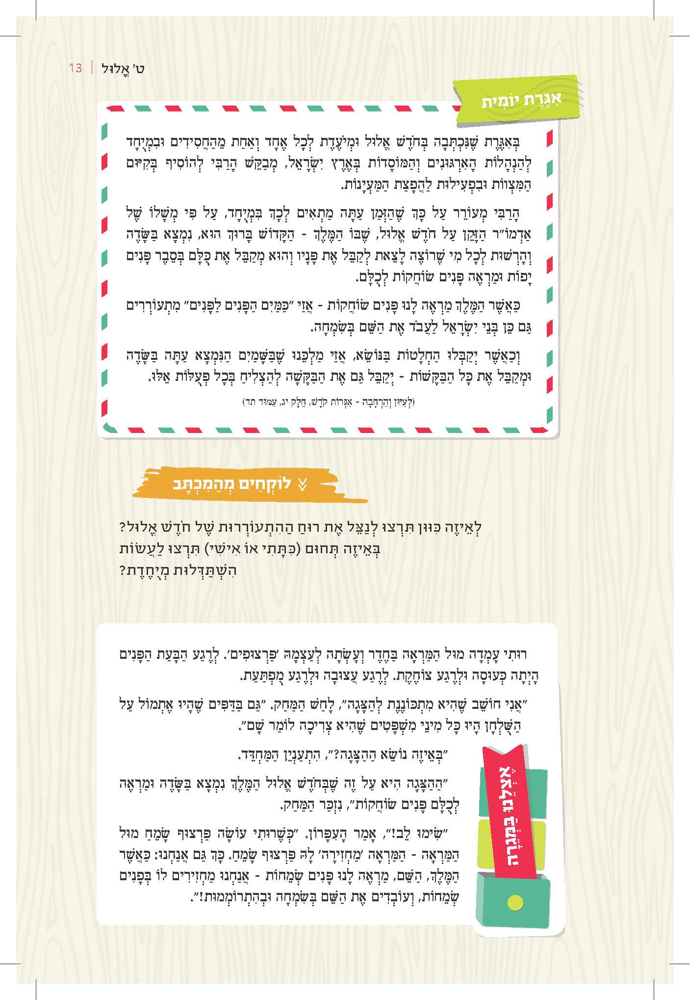 ט׳ אֱלוּל | 13
אִגֶּרֶת יוֹמִית
בְּאִגֶּרֶת שֶׁנִּכְתְּבָה בְּחֹדֶשׁ אֱלוּל וּמְיֹעֶדֶת לְכָל אֶחָד וְאַחַת מֵהַחֲסִידִים וּבִמְיֻחָד
לְהַנְהָלוֹת הָאִרְגּוּנִים וְהַמּוֹסָדוֹת בְּאֶרֶץ יִשְׂרָאֵל, מְבַקֵּשׁ הָרַבִּי לְהוֹסִיף בְּקִיּוּם
הַמִּצְווֹת וּבִפְעִילוּת לַהֲפָצַת הַמַּעְיָנוֹת.
הָרַבִּי מְעוֹרֵר עַל כָּךְ שֶׁהַזְּמַן עַתָּה מַתְאִים לְכָךְ בִּמְיֻחָד, עַל פִּי מְשָׁלוֹ שֶׁל
אַדְמוֹ״ר הַזָּקֵן עַל חֹדֶשׁ אֱלוּל, שֶׁבּוֹ הַמֶּלֶךְ - הַקָּדוֹשׁ בָּרוּךְ הוּא, נִמְצָא בַּשָּׂדֶה
וְהָרְשׁוּת לְכָל מִי שֶׁרוֹצֶה לָצֵאת לְקַבֵּל אֶת פָּנָיו וְהוּא מְקַבֵּל אֶת כֻּלָּם בְּסֵבֶר פָּנִים
יָפוֹת וּמַרְאֶה פָּנִים שׂוֹחֲקוֹת לְכֻלָּם.
כַּאֲשֶׁר הַמֶּלֶךְ מַרְאֶה לָנוּ פָּנִים שׂוֹחֲקוֹת - אֲזַי ״כַּמַּיִם הַפָּנִים לַפָּנִים״ מִתְעוֹרְרִים
גַּם כֵּן בְּנֵי יִשְׂרָאֵל לַעֲבֹד אֶת הַשֵּׁם בְּשִׂמְחָה.
וְכַאֲשֶׁר יְקַבְּלוּ הַחְלָטוֹת בַּנּוֹשֵׂא, אֲזַי מַלְכֵּנוּ שֶׁבַּשָּׁמַיִם הַנִּמְצָא עַתָּה בַּשָּׂדֶה
וּמְקַבֵּל אֶת כָּל הַבַּקָּשׁוֹת - יְקַבֵּל גַּם אֶת הַבַּקָּשָׁה לְהַצְלִיחַ בְּכָל פְּעֻלּוֹת אֵלּוּ.
(לְעִיּוּן וְהַרְחָבָה - אִגְּרוֹת קֹדֶשׁ, חֵלֶק יג, עַמּוּד תד)
לוֹקְחִים מְהַמִכְתָּב
לְאֵיזֶה כִּוּוּן תִּרְצוּ לְנַצֵּל אֶת רוּחַ הַהִתְעוֹרְרוּת שֶׁל חֹדֶשׁ אֱלוּל?
בְּאֵיזֶה תְּחוּם (כִּתָּתִי אוֹ אִישִׁי) תִּרְצוּ לַעֲשׂוֹת
הִשְׁתַּדְּלוּת מְיֻחֶדֶת?
רוּתִי עָמְדָה מוּל הַמַּרְאָה בַּחֶדֶר וְעָשְׂתָה לְעַצְמָהּ ׳פַּרְצוּפִים׳. לְרֶגַע הַבָּעַת הַפָּנִים
הָיְתָה כְּעוּסָה וּלְרֶגַע צוֹחֶקֶת. לְרֶגַע עֲצוּבָה וּלְרֶגַע מֻפְתַּעַת.
״אֲנִי חוֹשֵׁב שֶׁהִיא מִתְכּוֹנֶנֶת לְהַצָּגָה״, לָחַשׁ הַמַּחַק. ״גַּם בַּדַּפִּים שֶׁהָיוּ אֶתְמוֹל עַל
הַשֻּׁלְחָן הָיוּ כָּל מִינֵי מִשְׁפָּטִים שֶׁהִיא צְרִיכָה לוֹמַר שָׁם״.
״בְּאֵיזֶה נוֹשֵׂא הַהַצָּגָה?״, הִתְעַנְיֵן הַמְּחַדֵּד.
״הַהַצָּגָה הִיא עַל זֶה שֶׁבְּחֹדֶשׁ אֱלוּל הַמֶּלֶךְ נִמְצָא בַּשָּׂדֶה וּמַרְאֶה
לְכֻלָּם פָּנִים שׂוֹחֲקוֹת״, נִזְכַּר הַמַּחַק.
״שִׂימוּ לֵב!״, אָמַר הָעִפָּרוֹן. ״כְּשֶׁרוּתִי עוֹשָׂה פַּרְצוּף שָׂמֵחַ מוּל
הַמַּרְאָה - הַמַּרְאָה ׳מַחְזִירָה׳ לָהּ פַּרְצוּף שָׂמֵחַ. כָּךְ גַּם אֲנַחְנוּ: כַּאֲשֶׁר
הַמֶּלֶךְ, הַשֵּׁם, מַרְאֶה לָנוּ פָּנִים שְׂמֵחוֹת - אֲנַחְנוּ מַחְזִירִים לוֹ בְּפָנִים
שְׂמֵחוֹת, וְעוֹבְדִים אֶת הַשֵּׁם בְּשִׂמְחָה וּבְהִתְרוֹמְמוּת!״.
אֶצְלֵנוּ בַּמְּגֵרָה